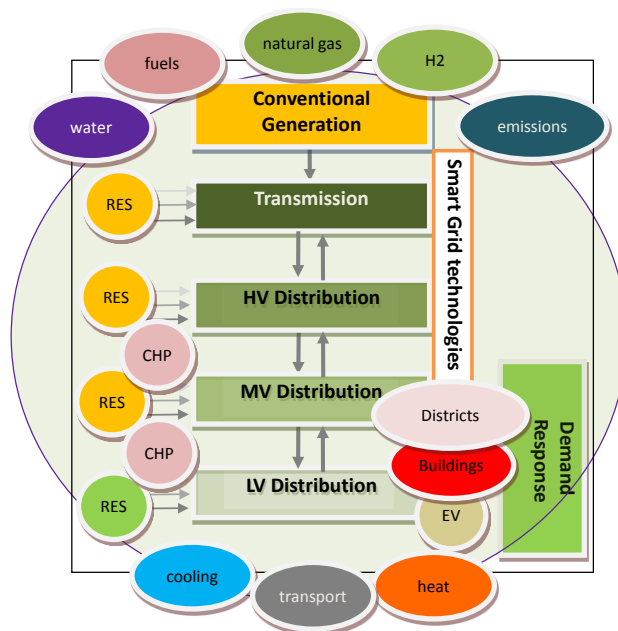 natural gas
fuels
H2
Conventional
Generation
water
emissions
Transmission
RES
Smart Grid technologies
HV Distribution
RES
CHP
MV Distribution
RES
Districts
Demand
Response
CHP
Buildings
LV Distribution
RES
EV
cooling
heat
transport